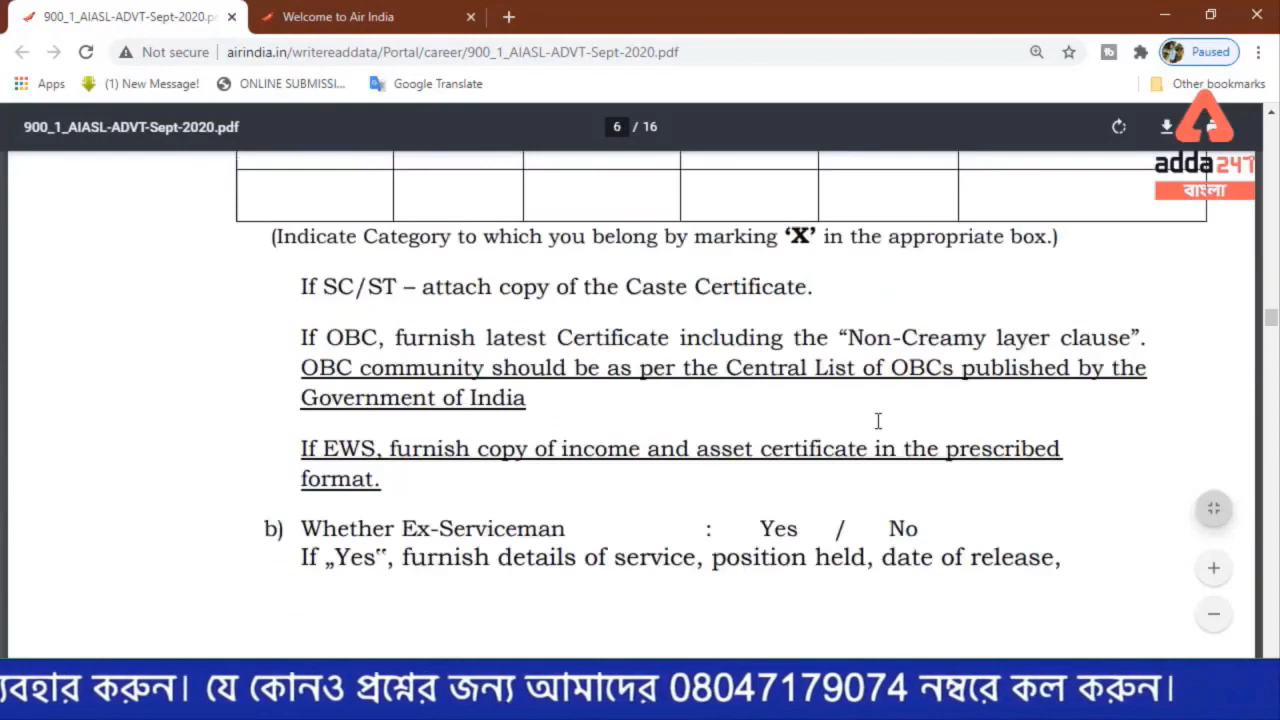 900_1_AIASL-ADVT-Sept-2020.p
Welcome to Air India
Not secure
airindia.in/writereaddata/Portal/career/900_1_AIASL-ADVT-Sept-2020.pdf
Paused
Apps
(1) New Message!
ONLINE SUBMISSI...
Google Translate
Other bookmarks
900_1_AIASL-ADVT-Sept-2020.pdf
6 / 16
adda 247
বাংলা
(Indicate Category to which you belong by marking ‘X’ in the appropriate box.)
If SC/ST – attach copy of the Caste Certificate.
If OBC, furnish latest Certificate including the “Non-Creamy layer clause”.
OBC community should be as per the Central List of OBCs published by the
Government of India
If EWS, furnish copy of income and asset certificate in the prescribed
format.
b) Whether Ex-Serviceman : Yes / No
If „Yes‟, furnish details of service, position held, date of release,
করুন। যে কোনও প্রশ্নের জন্য আমাদের 08047179074 নম্বরে কল করুন।